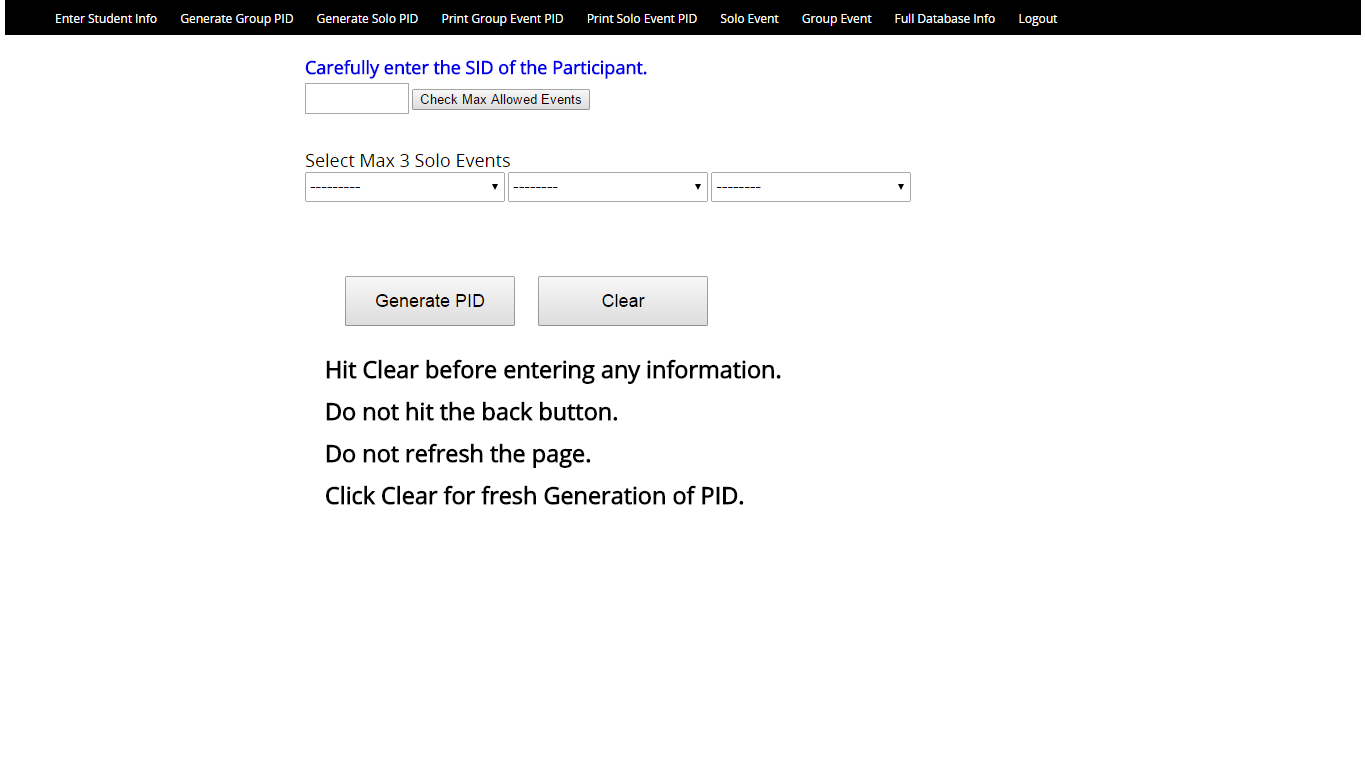 Enter Student Info Generate Group PID Generate Solo PID Print Group Event PID Print Solo Event PID Solo Event Group Event Full Database Info Logout
Carefully enter the SID of the Participant.
Check Max Allowed Events
Select Max 3 Solo Events
--------- -------- --------
Generate PID Clear
Hit Clear before entering any information.
Do not hit the back button.
Do not refresh the page.
Click Clear for fresh Generation of PID.